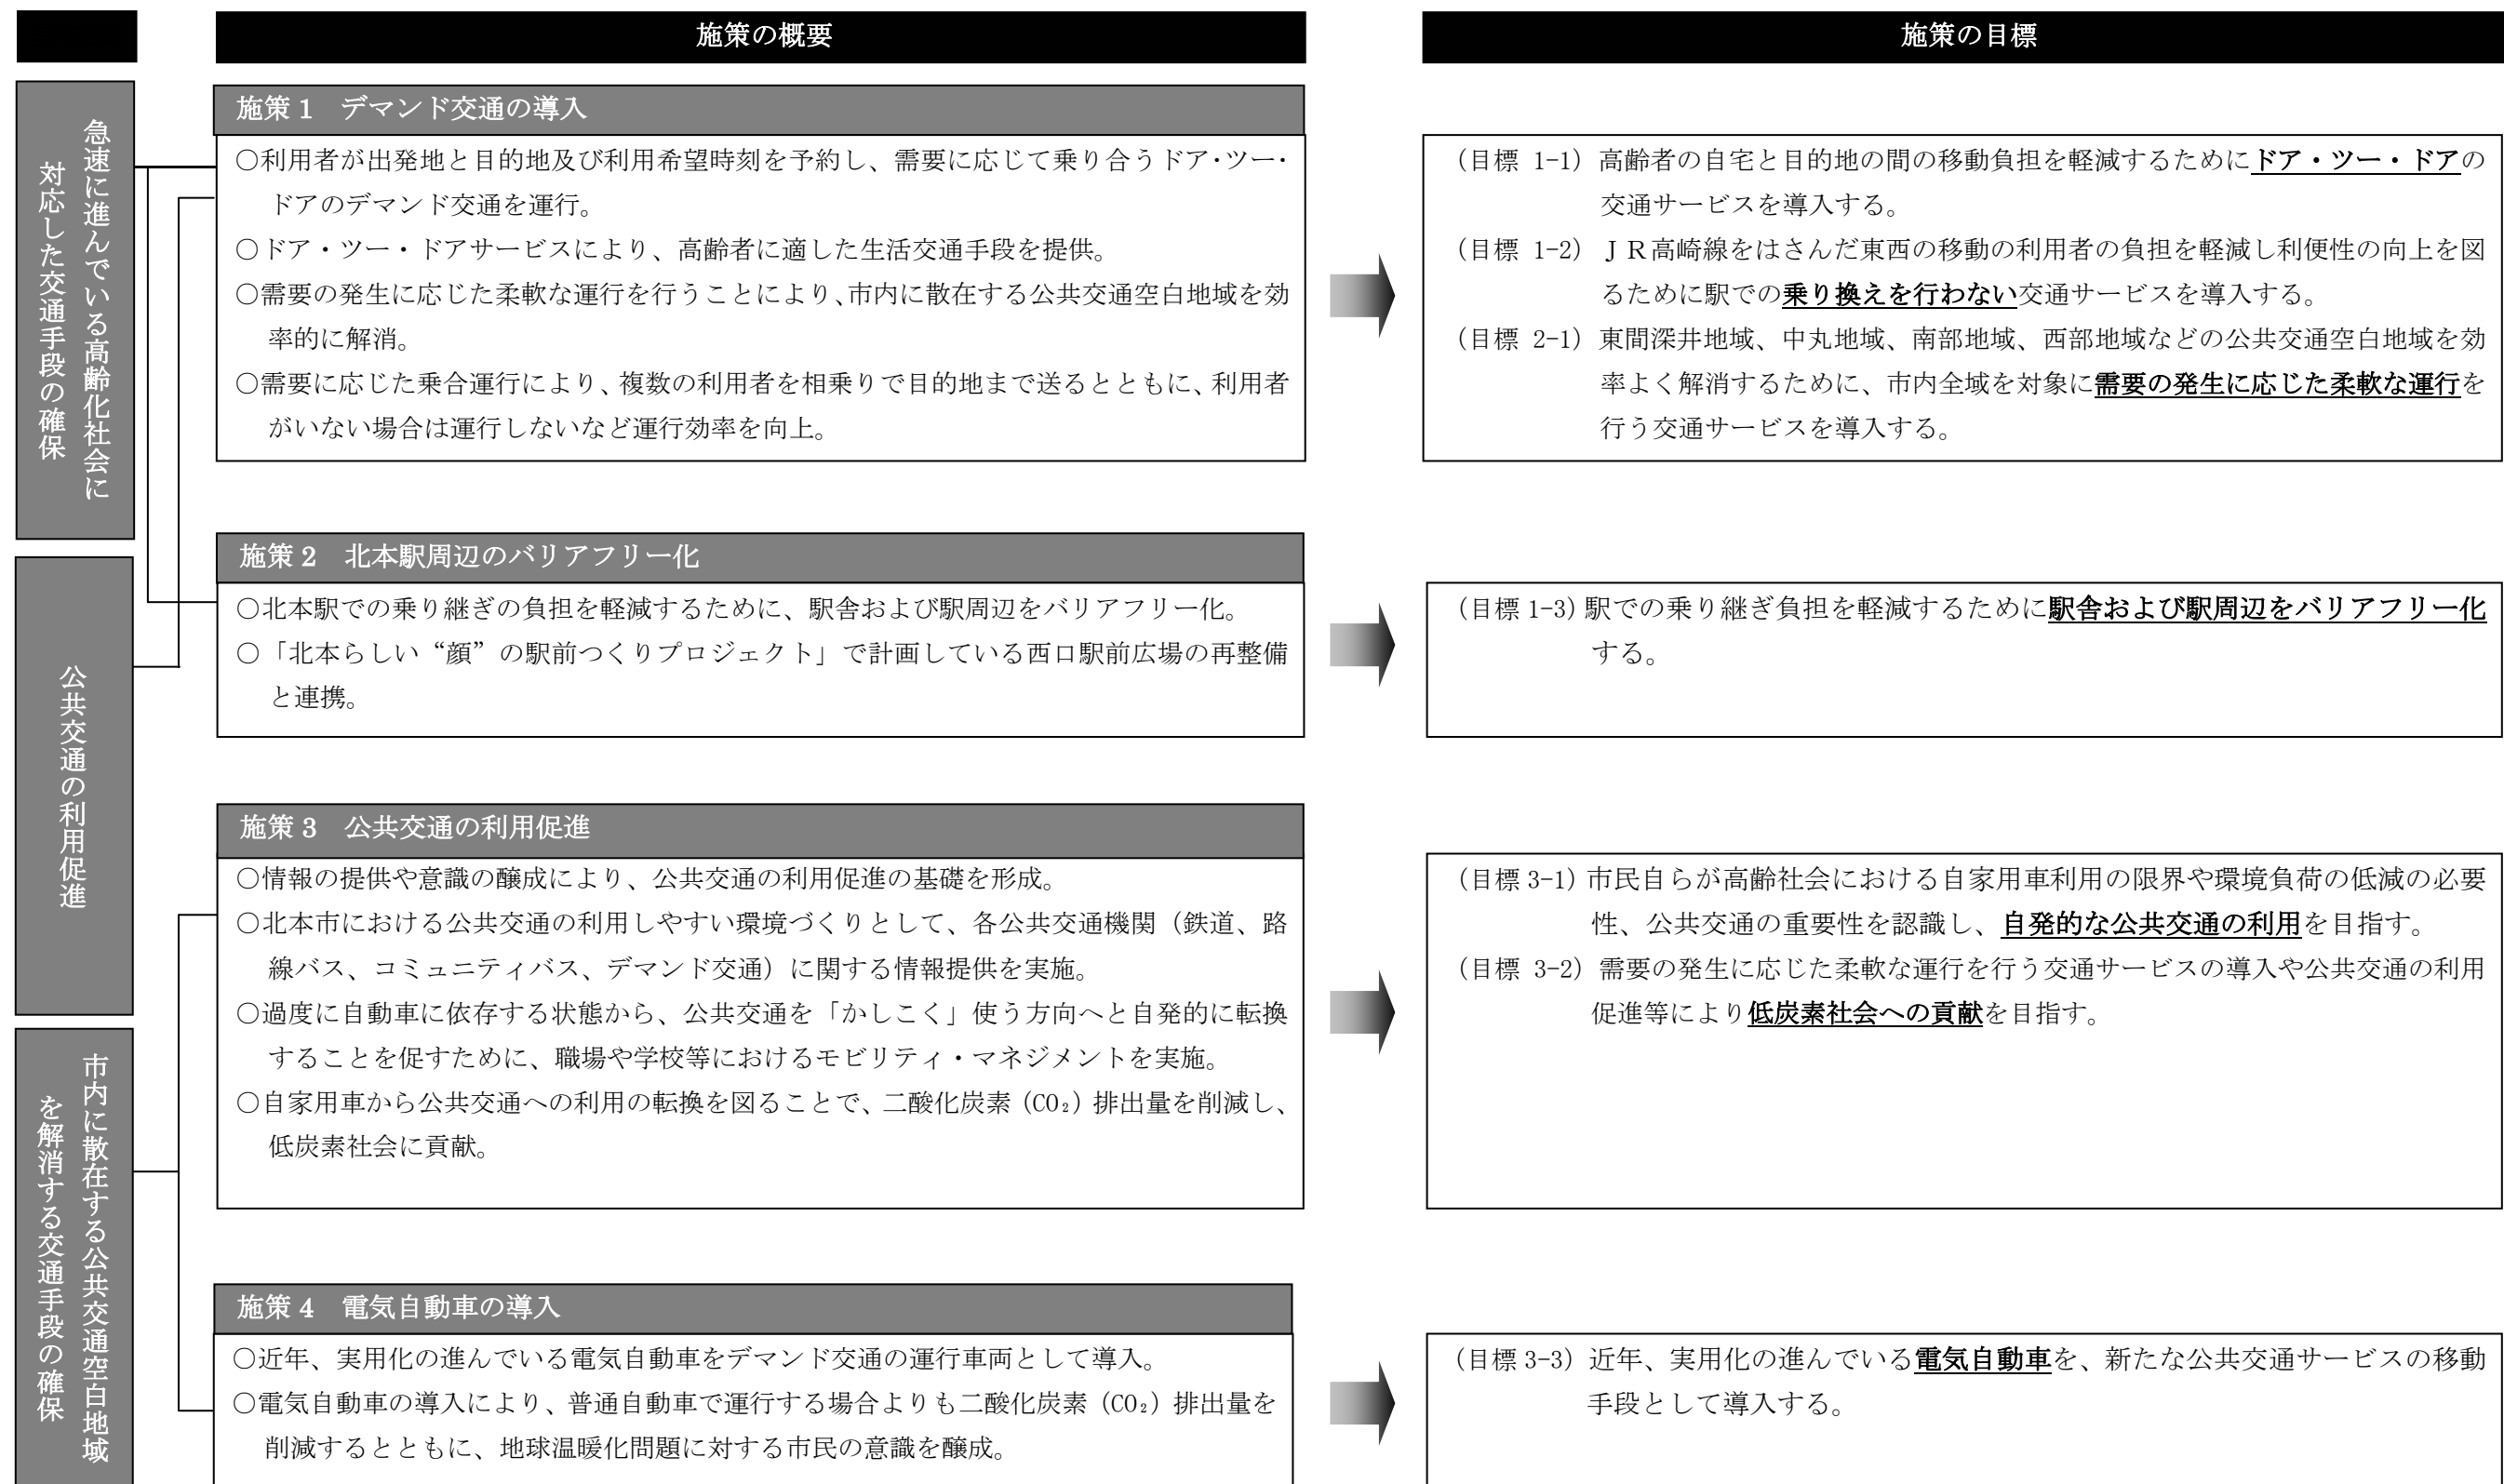 施策の概要
施策の目標
急速に進んでいる高齢化社会に
対応した交通手段の確保
公共交通の利用促進
市内に散在する公共交通空白地域
を解消する交通手段の確保
施策 1　デマンド交通の導入
○利用者が出発地と目的地及び利用希望時刻を予約し、需要に応じて乗り合うドア・ツー・
ドアのデマンド交通を運行。
○ドア・ツー・ドアサービスにより、高齢者に適した生活交通手段を提供。
○需要の発生に応じた柔軟な運行を行うことにより、市内に散在する公共交通空白地域を効
率的に解消。
○需要に応じた乗合運行により、複数の利用者を相乗りで目的地まで送るとともに、利用者
がいない場合は運行しないなど運行効率を向上。
（目標 1-1）高齢者の自宅と目的地の間の移動負担を軽減するためにドア・ツー・ドアの
交通サービスを導入する。
（目標 1-2）ＪＲ高崎線をはさんだ東西の移動の利用者の負担を軽減し利便性の向上を図
るために駅での乗り換えを行わない交通サービスを導入する。
（目標 2-1）東間深井地域、中丸地域、南部地域、西部地域などの公共交通空白地域を効
率よく解消するために、市内全域を対象に需要の発生に応じた柔軟な運行を
行う交通サービスを導入する。
施策 2　北本駅周辺のバリアフリー化
○北本駅での乗り継ぎの負担を軽減するために、駅舎および駅周辺をバリアフリー化。
○「北本らしい“顔”の駅前つくりプロジェクト」で計画している西口駅前広場の再整備
と連携。
（目標 1-3）駅での乗り継ぎ負担を軽減するために駅舎および駅周辺をバリアフリー化
する。
施策 3　公共交通の利用促進
○情報の提供や意識の醸成により、公共交通の利用促進の基礎を形成。
○北本市における公共交通の利用しやすい環境づくりとして、各公共交通機関（鉄道、路
線バス、コミュニティバス、デマンド交通）に関する情報提供を実施。
○過度に自動車に依存する状態から、公共交通を「かしこく」使う方向へと自発的に転換
することを促すために、職場や学校等におけるモビリティ・マネジメントを実施。
○自家用車から公共交通への利用の転換を図ることで、二酸化炭素（CO₂）排出量を削減し、
低炭素社会に貢献。
（目標 3-1）市民自らが高齢社会における自家用車利用の限界や環境負荷の低減の必要
性、公共交通の重要性を認識し、自発的な公共交通の利用を目指す。
（目標 3-2）需要の発生に応じた柔軟な運行を行う交通サービスの導入や公共交通の利用
促進等により低炭素社会への貢献を目指す。
施策 4　電気自動車の導入
○近年、実用化の進んでいる電気自動車をデマンド交通の運行車両として導入。
○電気自動車の導入により、普通自動車で運行する場合よりも二酸化炭素（CO₂）排出量を
削減するとともに、地球温暖化問題に対する市民の意識を醸成。
（目標 3-3）近年、実用化の進んでいる電気自動車を、新たな公共交通サービスの移動
手段として導入する。